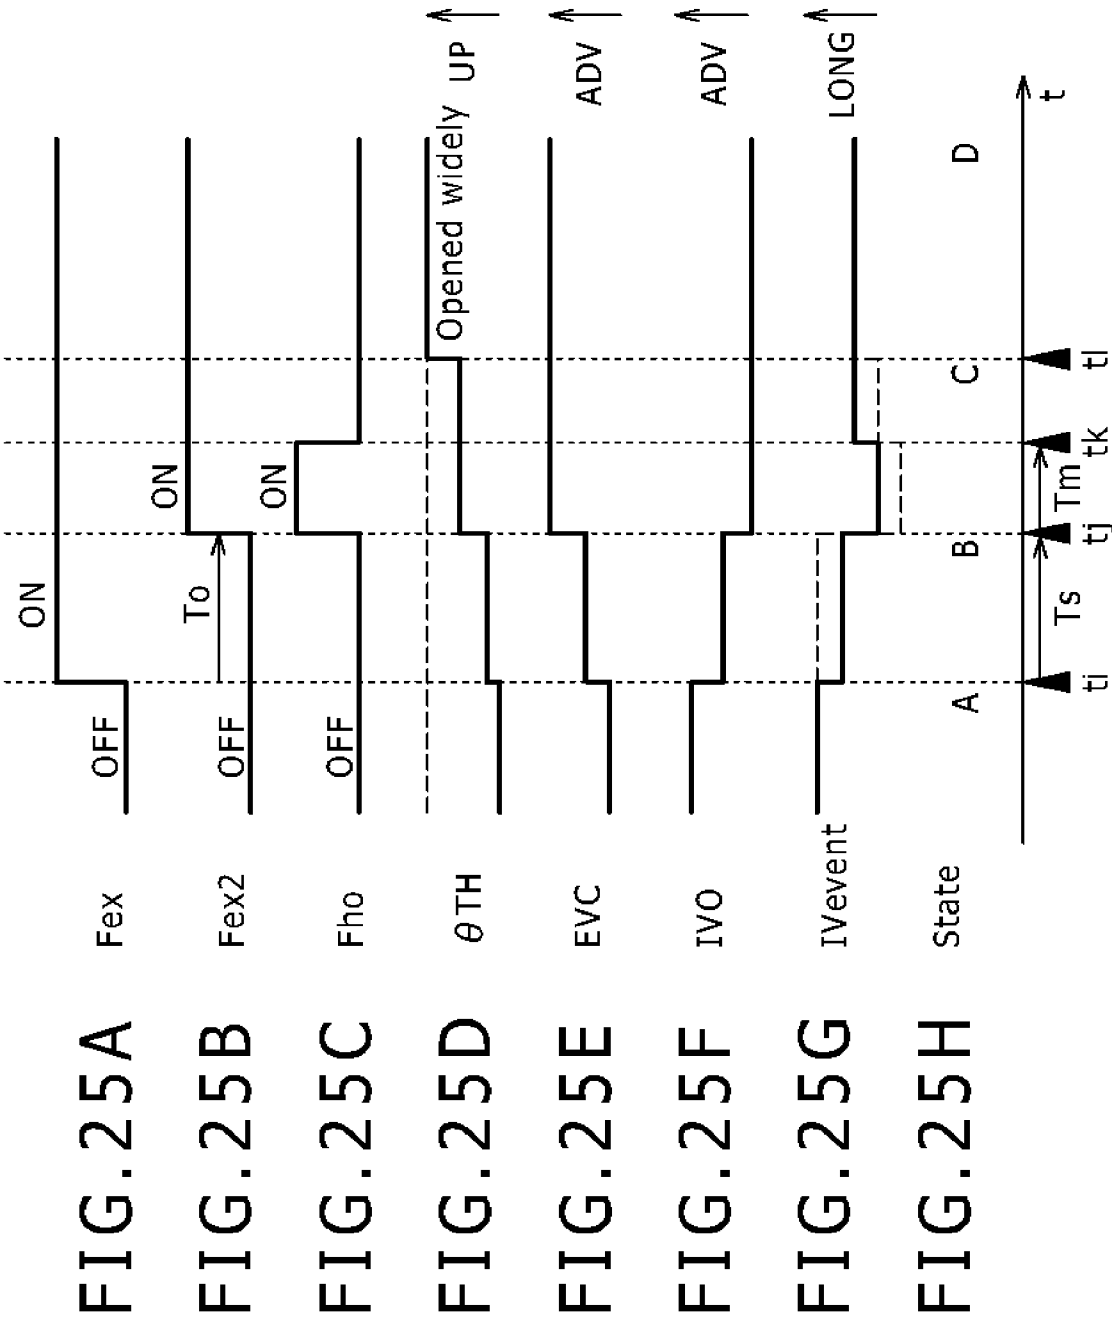 FIG.25A Fex OFF ON
FIG.25B Fex2 OFF To ON
FIG.25C Fho OFF ON
FIG.25D θTH Opened widely UP
FIG.25E EVC ADV
FIG.25F IVO ADV
FIG.25G IVevent LONG
FIG.25H State A B C D
t
Ts Tm
ti tj tk tl